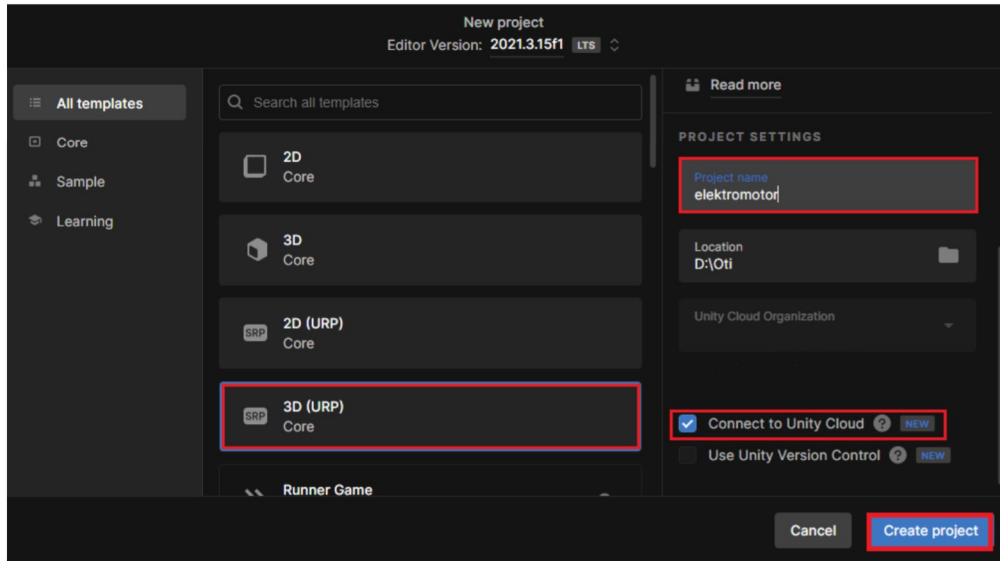 New project
Editor Version: 2021.3.15f1 LTS
All templates
Core
Sample
Learning
Search all templates
2D
Core
3D
Core
2D (URP)
SRP
Core
3D (URP)
SRP
Core
Runner Game
Read more
PROJECT SETTINGS
Project name
elektromotor
Location
D:\Oti
Unity Cloud Organization
Connect to Unity Cloud ? NEW
Use Unity Version Control ? NEW
Cancel
Create project